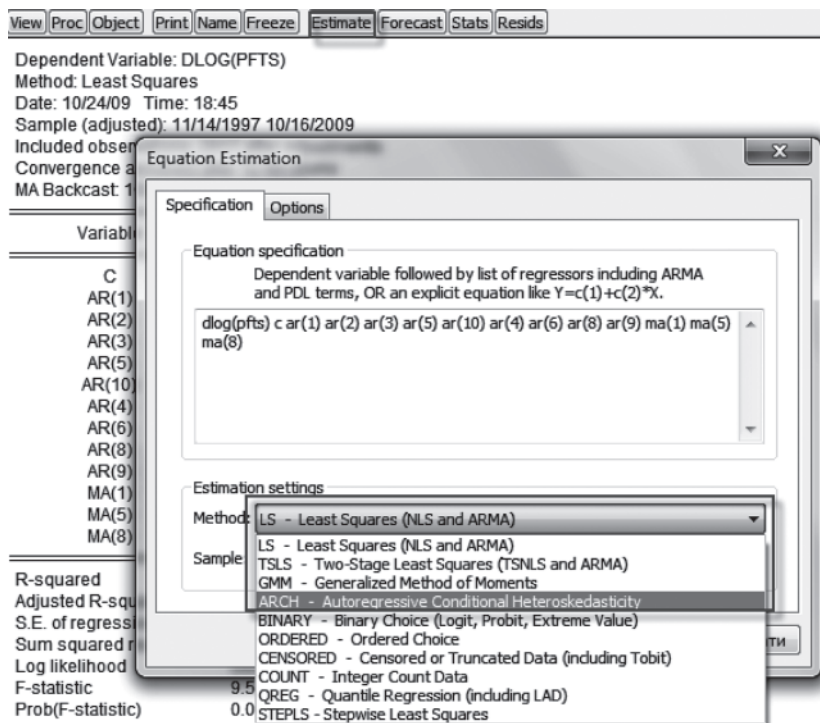 View Proc Object Print Name Freeze Estimate Forecast Stats Resids
Dependent Variable: DLOG(PFTS)
Method: Least Squares
Date: 10/24/09 Time: 18:45
Sample (adjusted): 11/14/1997 10/16/2009
Included
Convergence
MA Backcast:
Equation Estimation
Specification Options
Equation specification
Dependent variable followed by list of regressors including ARMA
and PDL terms, OR an explicit equation like Y=c(1)+c(2)*X.
dlog(pfts) c ar(1) ar(2) ar(3) ar(5) ar(10) ar(4) ar(6) ar(8) ar(9) ma(1) ma(5)
ma(8)
Estimation settings
Method: LS - Least Squares (NLS and ARMA)
Sample
LS - Least Squares (NLS and ARMA)
TSLS - Two-Stage Least Squares (TSNLS and ARMA)
GMM - Generalized Method of Moments
ARCH - Autoregressive Conditional Heteroskedasticity
BINARY - Binary Choice (Logit, Probit, Extreme Value)
ORDERED - Ordered Choice
CENSORED - Censored or Truncated Data (including Tobit)
COUNT - Integer Count Data
QREG - Quantile Regression (including LAD)
STEPLS - Stepwise Least Squares
Variabl
C
AR(1)
AR(2)
AR(3)
AR(5)
AR(10)
AR(4)
AR(6)
AR(8)
AR(9)
MA(1)
MA(5)
MA(8)
R-squared
Adjusted R-squ
S.E. of regressi
Sum squared
Log likelihood
F-statistic 9.5
Prob(F-statistic) 0.0